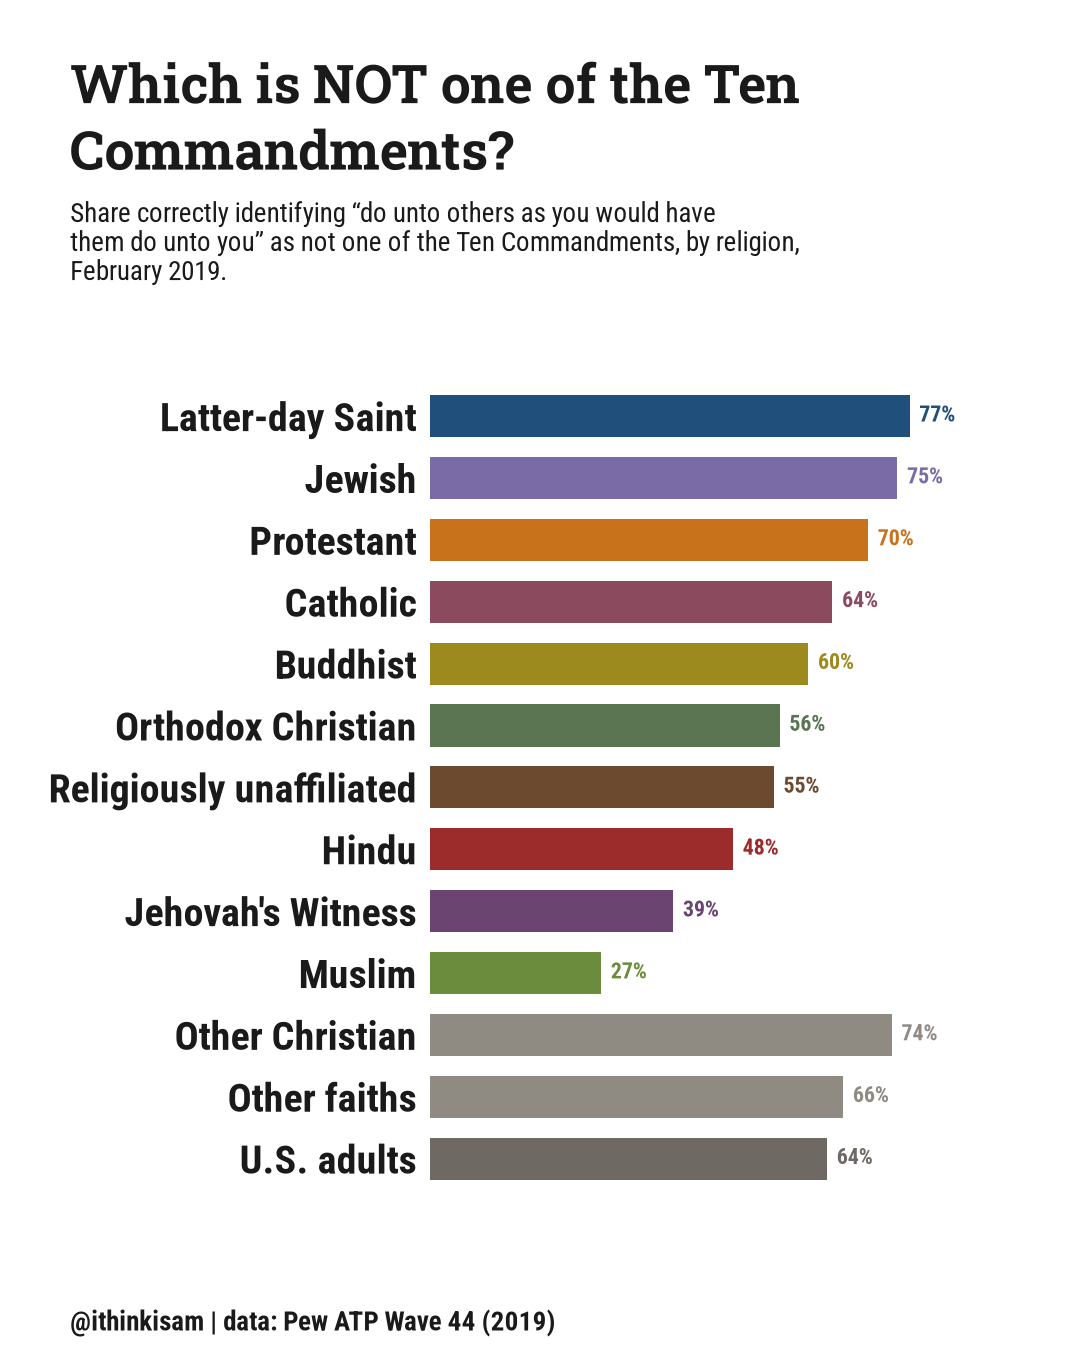 Which is NOT one of the Ten
Commandments?
Share correctly identifying “do unto others as you would have
them do unto you” as not one of the Ten Commandments, by religion,
February 2019.
Latter-day Saint 77%
Jewish 75%
Protestant 70%
Catholic 64%
Buddhist 60%
Orthodox Christian 56%
Religiously unaffiliated 55%
Hindu 48%
Jehovah's Witness 39%
Muslim 27%
Other Christian 74%
Other faiths 66%
U.S. adults 64%
@ithinkisam | data: Pew ATP Wave 44 (2019)